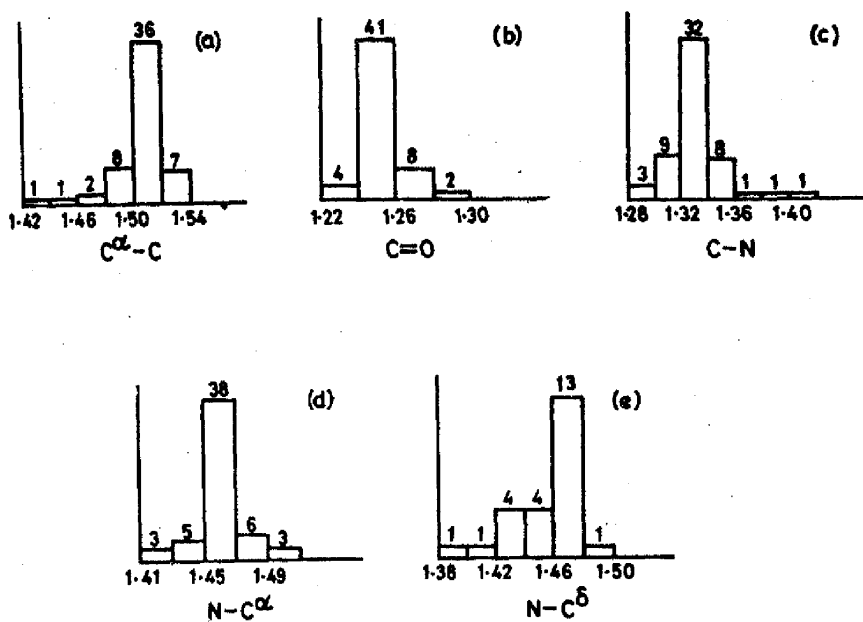 36 (a)
8 7
1 1 2
1·42 1·46 1·50 1·54
Cα-C
41 (b)
4 8 2
1·22 1·26 1·30
C=O
32 (c)
3 9 8 1 1 1
1·28 1·32 1·36 1·40
C-N
38 (d)
3 5 6 3
1·41 1·45 1·49
N-Cα
13 (e)
1 1 4 4 1
1·38 1·42 1·46 1·50
N-Cδ